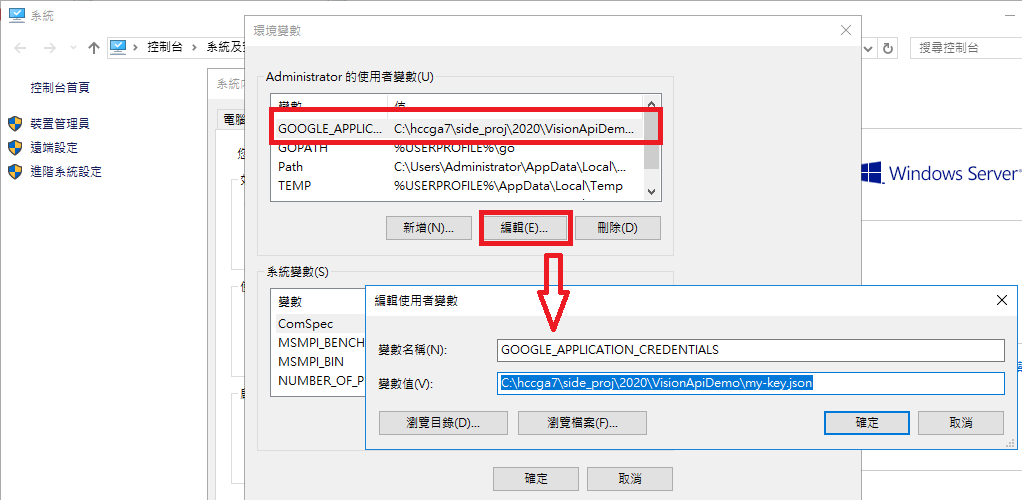 系統
控制台 > 系統及安
搜尋控制台
控制台首頁
裝置管理員
遠端設定
進階系統設定
系統內
電腦
環境變數
Administrator 的使用者變數(U)
變數 值
GOOGLE_APPLIC... C:\hccga7\side_proj\2020\VisionApiDemo...
GOPATH %USERPROFILE%\go
Path C:\Users\Administrator\AppData\Local\...
TEMP %USERPROFILE%\AppData\Local\Temp
新增(N)... 編輯(E)... 刪除(D)
Windows Server
系統變數(S)
變數
ComSpec
MSMPI_BENCH
MSMPI_BIN
NUMBER_OF_P
編輯使用者變數
變數名稱(N): GOOGLE_APPLICATION_CREDENTIALS
變數值(V): C:\hccga7\side_proj\2020\VisionApiDemo\my-key.json
瀏覽目錄(D)... 瀏覽檔案(F)... 確定 取消
確定 取消